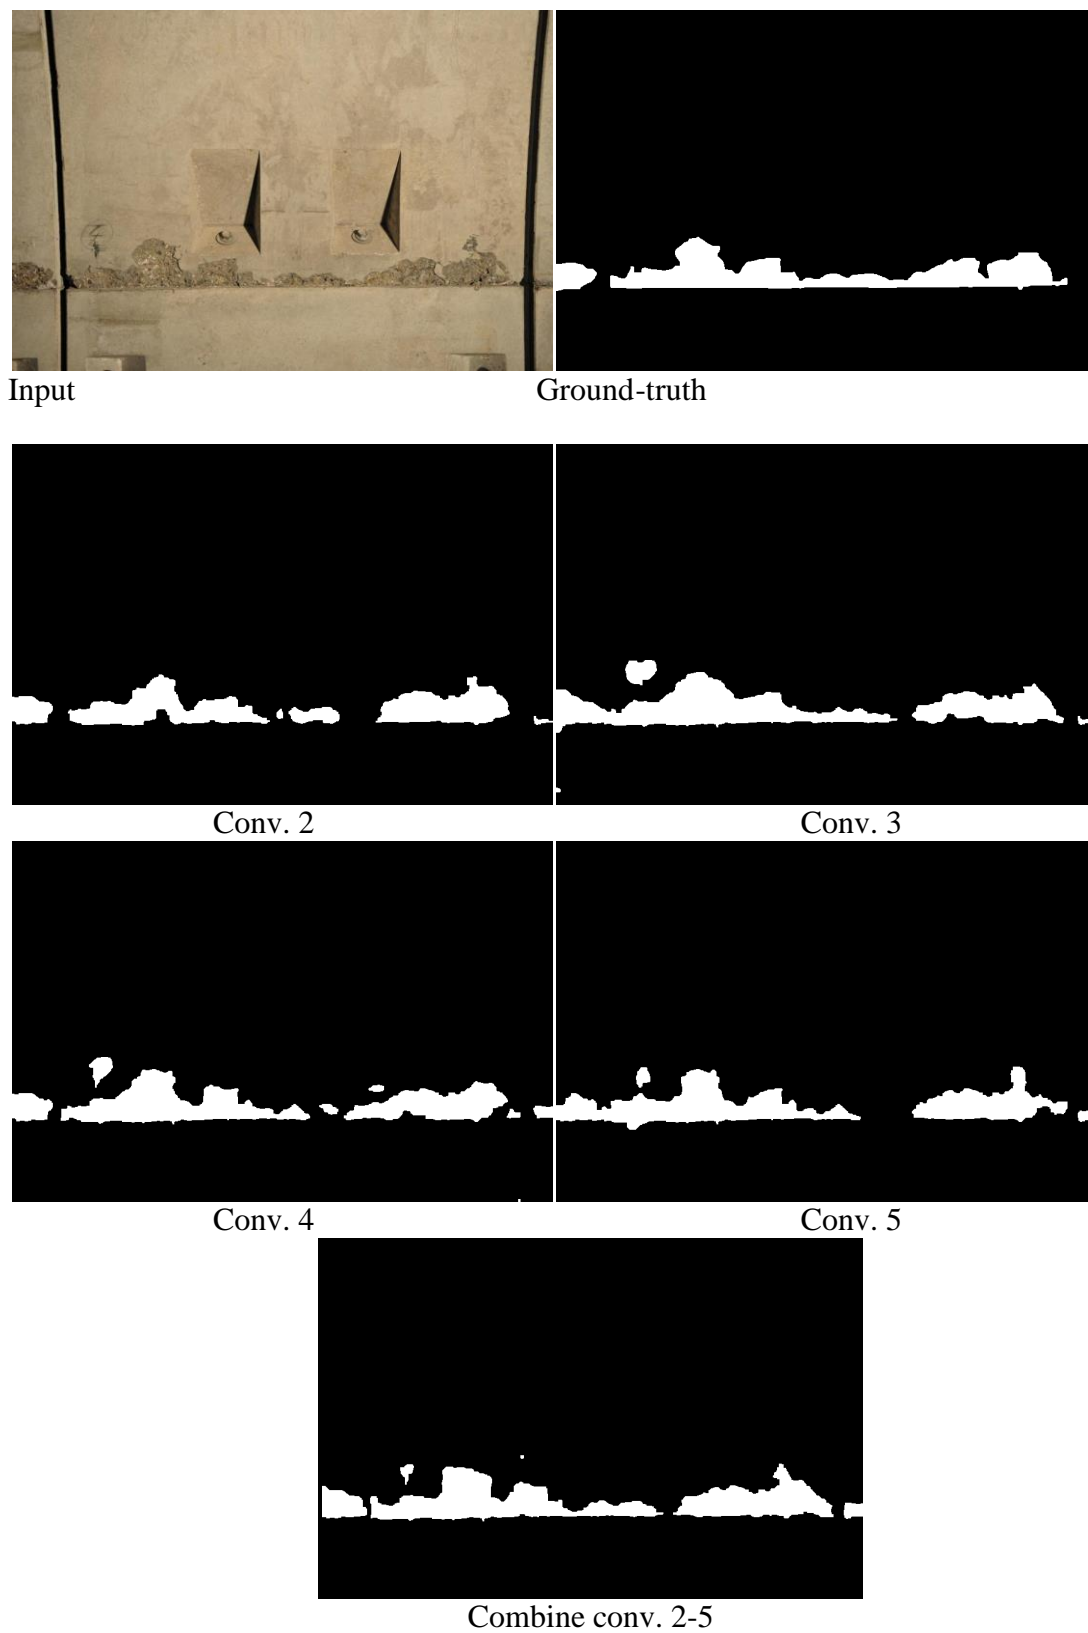 Input
Ground-truth
Conv. 2
Conv. 3
Conv. 4
Conv. 5
Combine conv. 2-5